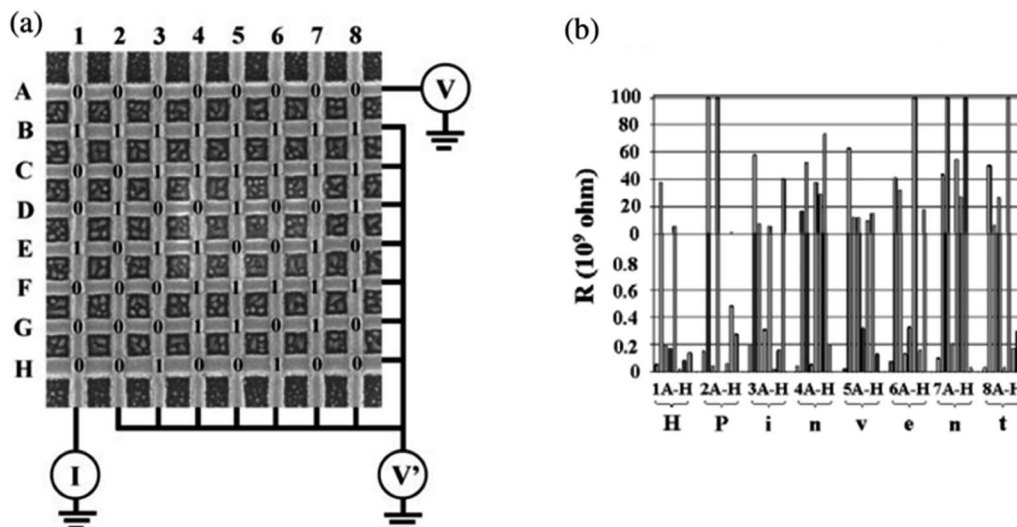 (a)
1 2 3 4 5 6 7 8
A 0 0 0 0 0 0 0 0 V
B 1 1 1 1 1 1 1 1
C 0 0 1 1 1 1 1 1
D 0 1 0 0 1 0 0 1
E 1 0 1 1 0 0 1 0
F 0 0 0 1 1 1 1 1
G 0 0 0 1 1 0 1 0
H 0 0 1 0 0 1 0 0
I V'
(b)
R (10⁹ ohm)
100
80
60
40
20
0
0.8
0.6
0.4
0.2
0
1A-H 2A-H 3A-H 4A-H 5A-H 6A-H 7A-H 8A-H
H P i n v e n t